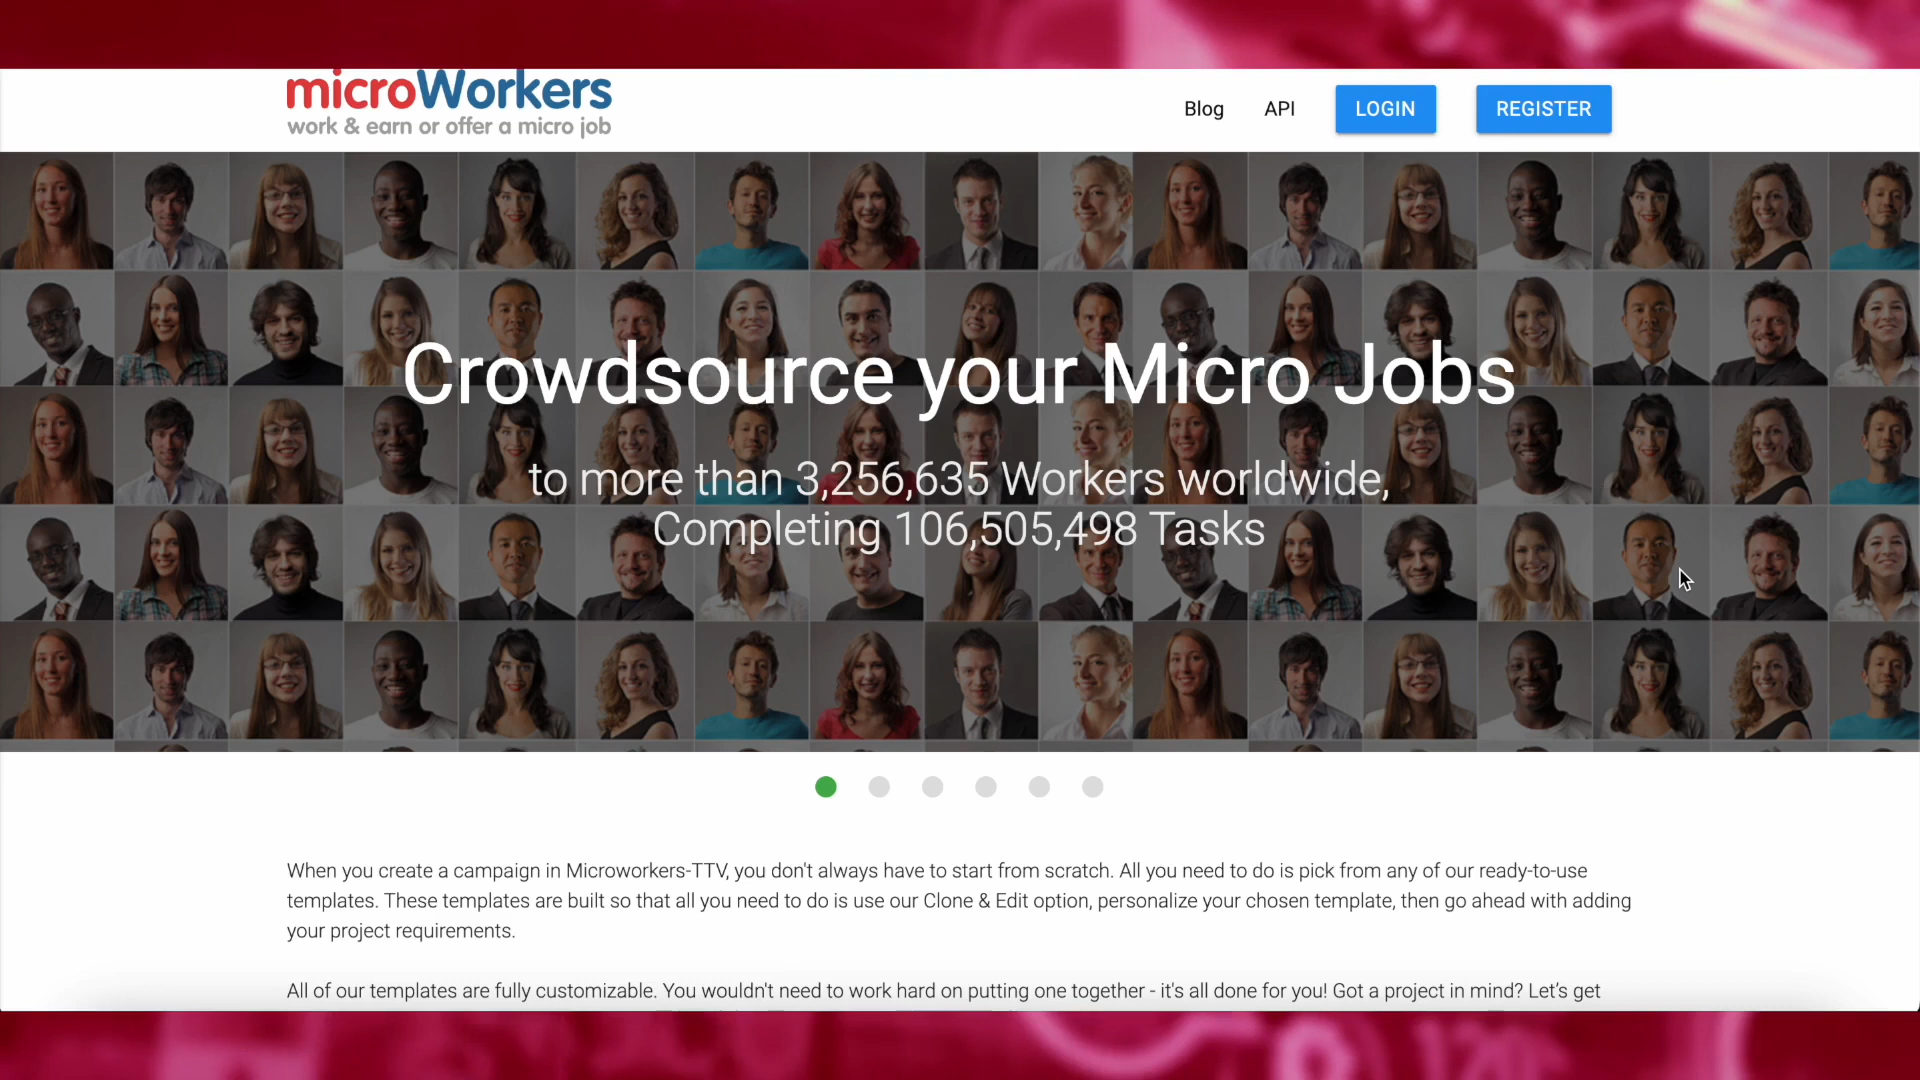 microWorkers
work & earn or offer a micro job
Blog
API
LOGIN
REGISTER
Crowdsource your Micro Jobs
to more than 3,256,635 Workers worldwide,
Completing 106,505,498 Tasks
When you create a campaign in Microworkers-TTV, you don't always have to start from scratch. All you need to do is pick from any of our ready-to-use
templates. These templates are built so that all you need to do is use our Clone & Edit option, personalize your chosen template, then go ahead with adding
your project requirements.
All of our templates are fully customizable. You wouldn't need to work hard on putting one together - it's all done for you! Got a project in mind? Let’s get